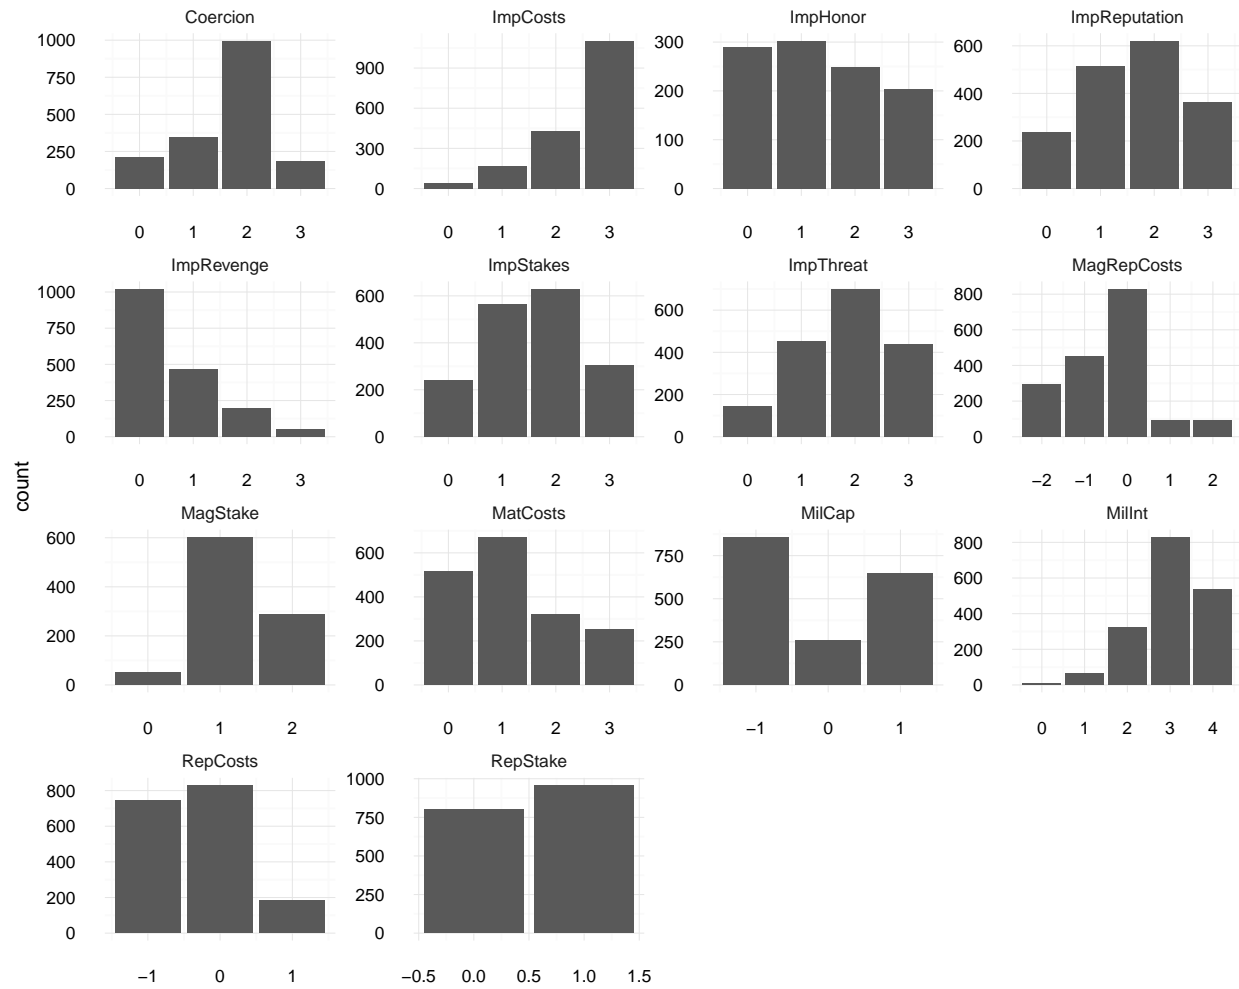 Coercion ImpCosts ImpHonor ImpReputation
1000 750 500 250 0
900 600 300 0
300 200 100 0
600 400 200 0
0 1 2 3
0 1 2 3
0 1 2 3
0 1 2 3
ImpRevenge ImpStakes ImpThreat MagRepCosts
1000 750 500 250 0
600 400 200 0
600 400 200 0
800 600 400 200 0
0 1 2 3
0 1 2 3
0 1 2 3
−2 −1 0 1 2
count
MagStake MatCosts MilCap MilInt
600 400 200 0
600 400 200 0
750 500 250 0
800 600 400 200 0
0 1 2
0 1 2 3
−1 0 1
0 1 2 3 4
RepCosts RepStake
800 600 400 200 0
1000 750 500 250 0
−1 0 1
−0.5 0.0 0.5 1.0 1.5